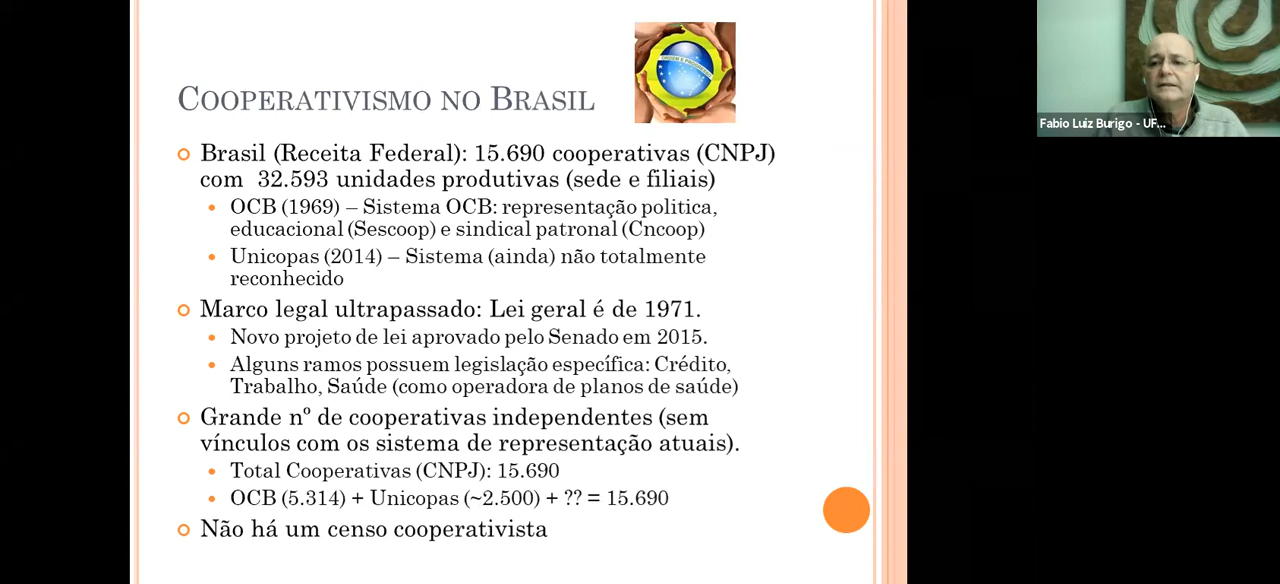 COOPERATIVISMO NO BRASIL
ORDEM E PROGRESSO
Brasil (Receita Federal): 15.690 cooperativas (CNPJ)
com 32.593 unidades produtivas (sede e filiais)
OCB (1969) – Sistema OCB: representação politica,
educacional (Sescoop) e sindical patronal (Cncoop)
Unicopas (2014) – Sistema (ainda) não totalmente
reconhecido
Marco legal ultrapassado: Lei geral é de 1971.
Novo projeto de lei aprovado pelo Senado em 2015.
Alguns ramos possuem legislação específica: Crédito,
Trabalho, Saúde (como operadora de planos de saúde)
Grande nº de cooperativas independentes (sem
vínculos com os sistema de representação atuais).
Total Cooperativas (CNPJ): 15.690
OCB (5.314) + Unicopas (~2.500) + ?? = 15.690
Não há um censo cooperativista
Fabio Luiz Burigo - UF...